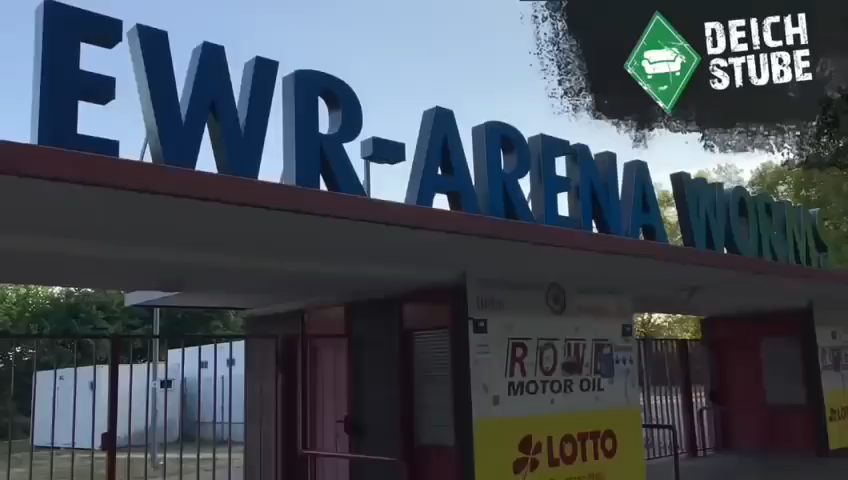 DEICH
STUBE
EWR-ARENA WORMS
ROWE
MOTOR OIL
LOTTO